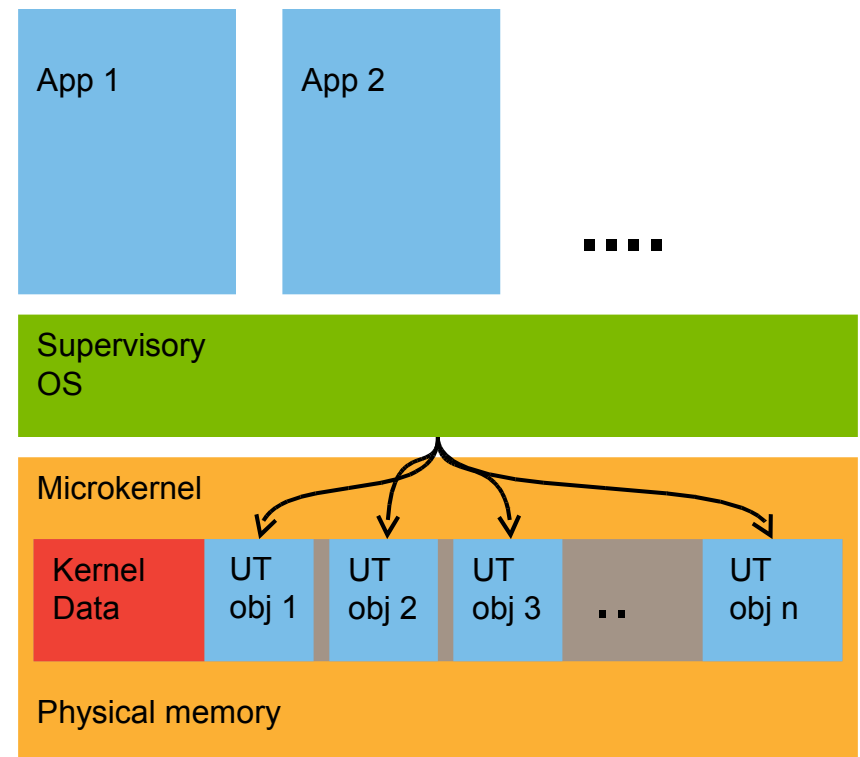 App 1
App 2
....
Supervisory
OS
Microkernel
Kernel
Data
UT
obj 1
UT
obj 2
UT
obj 3
..
UT
obj n
Physical memory